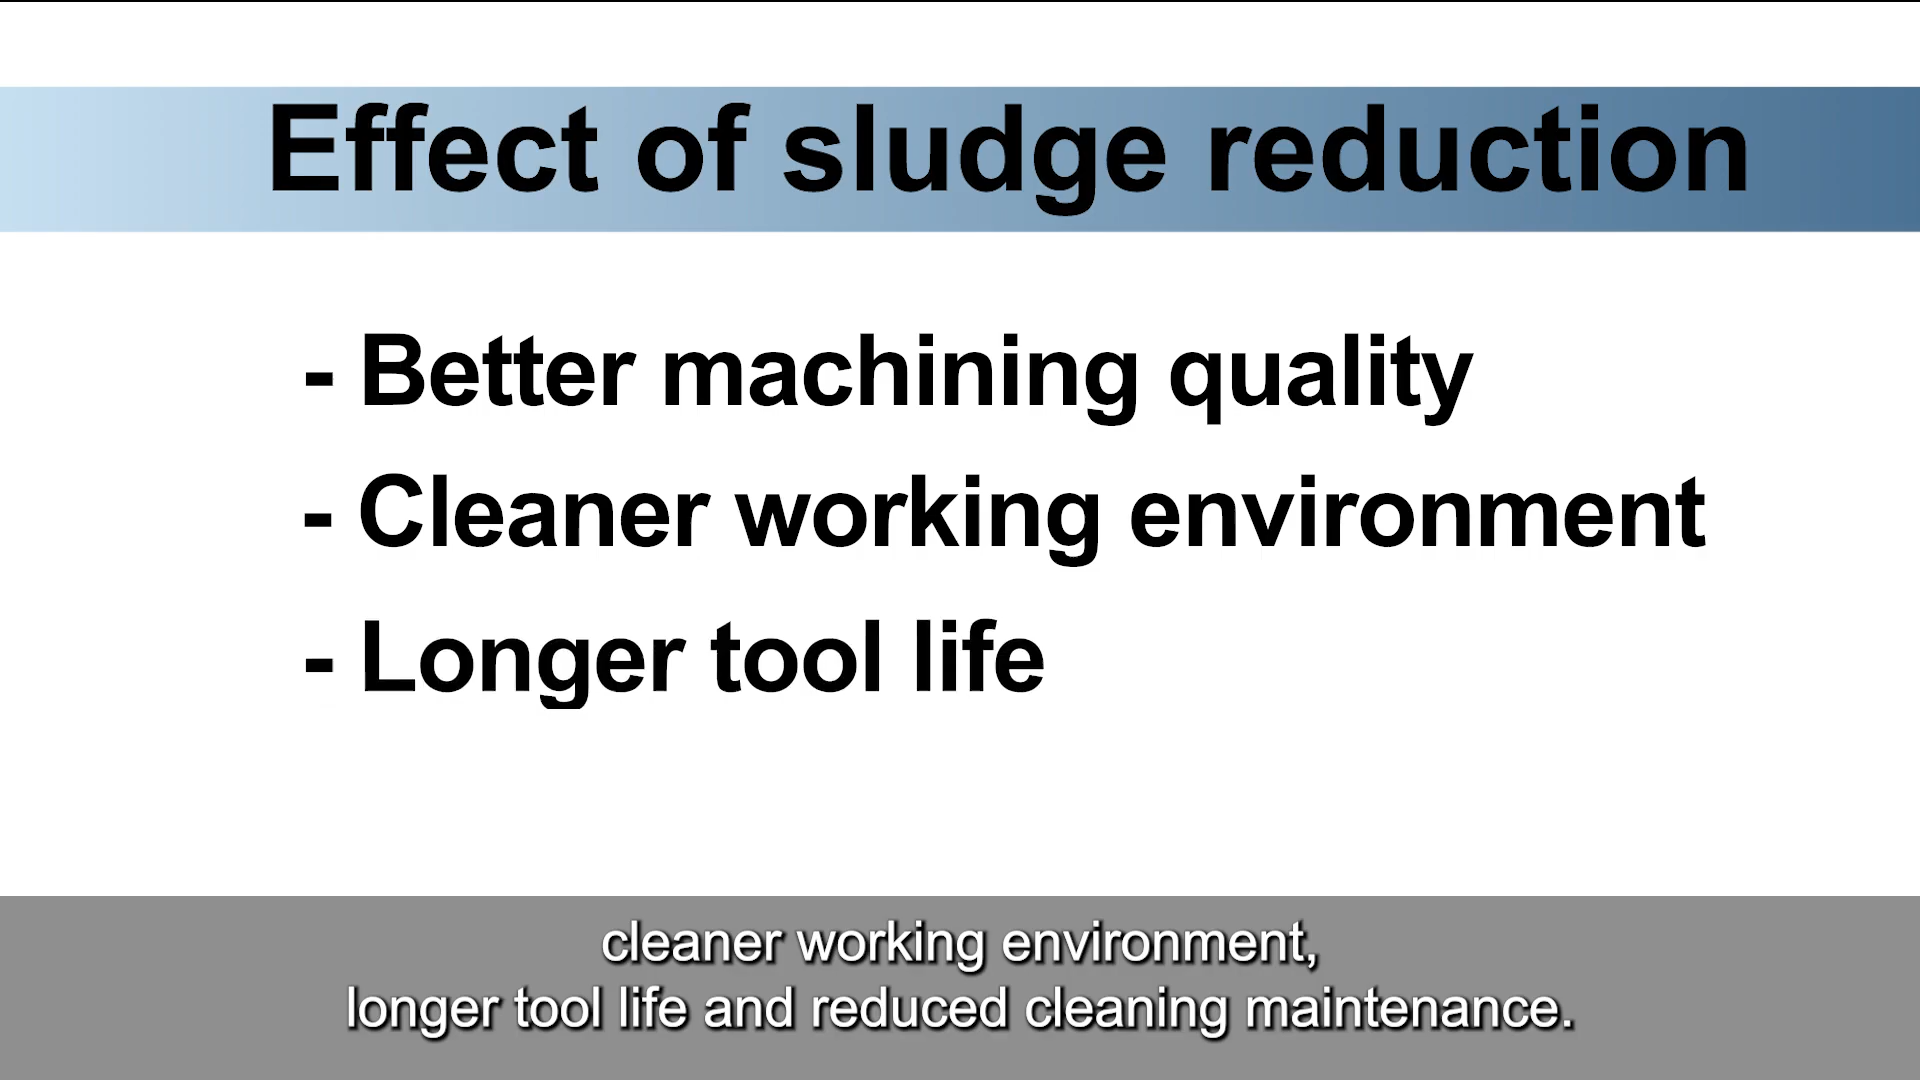 Effect of sludge reduction
- Better machining quality
- Cleaner working environment
- Longer tool life
cleaner working environment,
longer tool life and reduced cleaning maintenance.